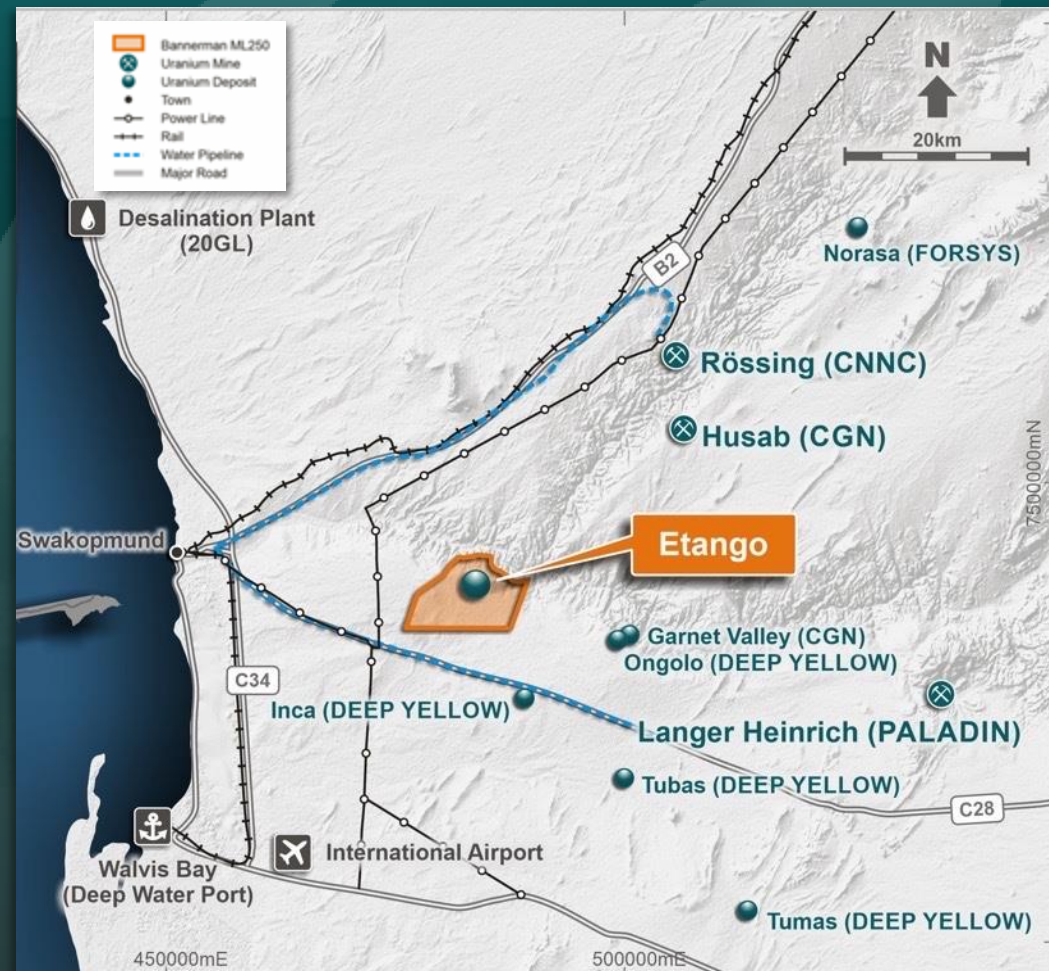 Bannerman ML250
Uranium Mine
Uranium Deposit
Town
Power Line
Rail
Water Pipeline
Major Road
N
20km
Desalination Plant
(20GL)
Norasa (FORSYS)
B2
Rössing (CNNC)
Husab (CGN)
7500000mN
Swakopmund
Etango
Garnet Valley (CGN)
Ongolo (DEEP YELLOW)
C34
Inca (DEEP YELLOW)
Langer Heinrich (PALADIN)
Tubas (DEEP YELLOW)
C28
International Airport
Walvis Bay
(Deep Water Port)
Tumas (DEEP YELLOW)
450000mE
500000mE